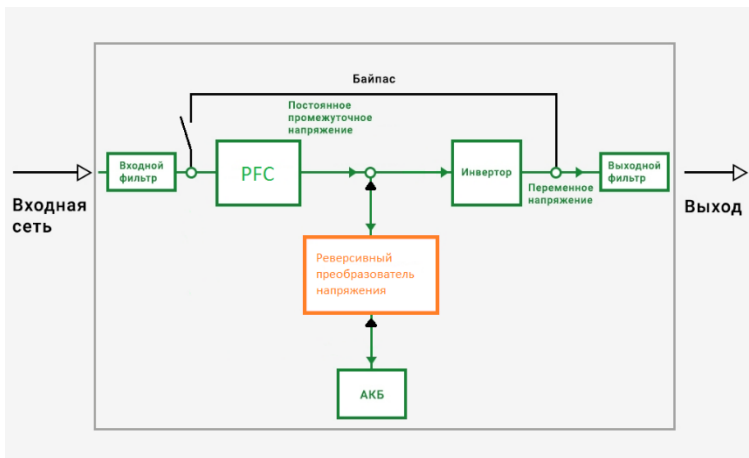 Байпас
Постоянное
промежуточное
напряжение
Входной
фильтр
PFC
Инвертор
Выходной
фильтр
Переменное
напряжение
Входная
сеть
Выход
Реверсивный
преобразователь
напряжения
АКБ